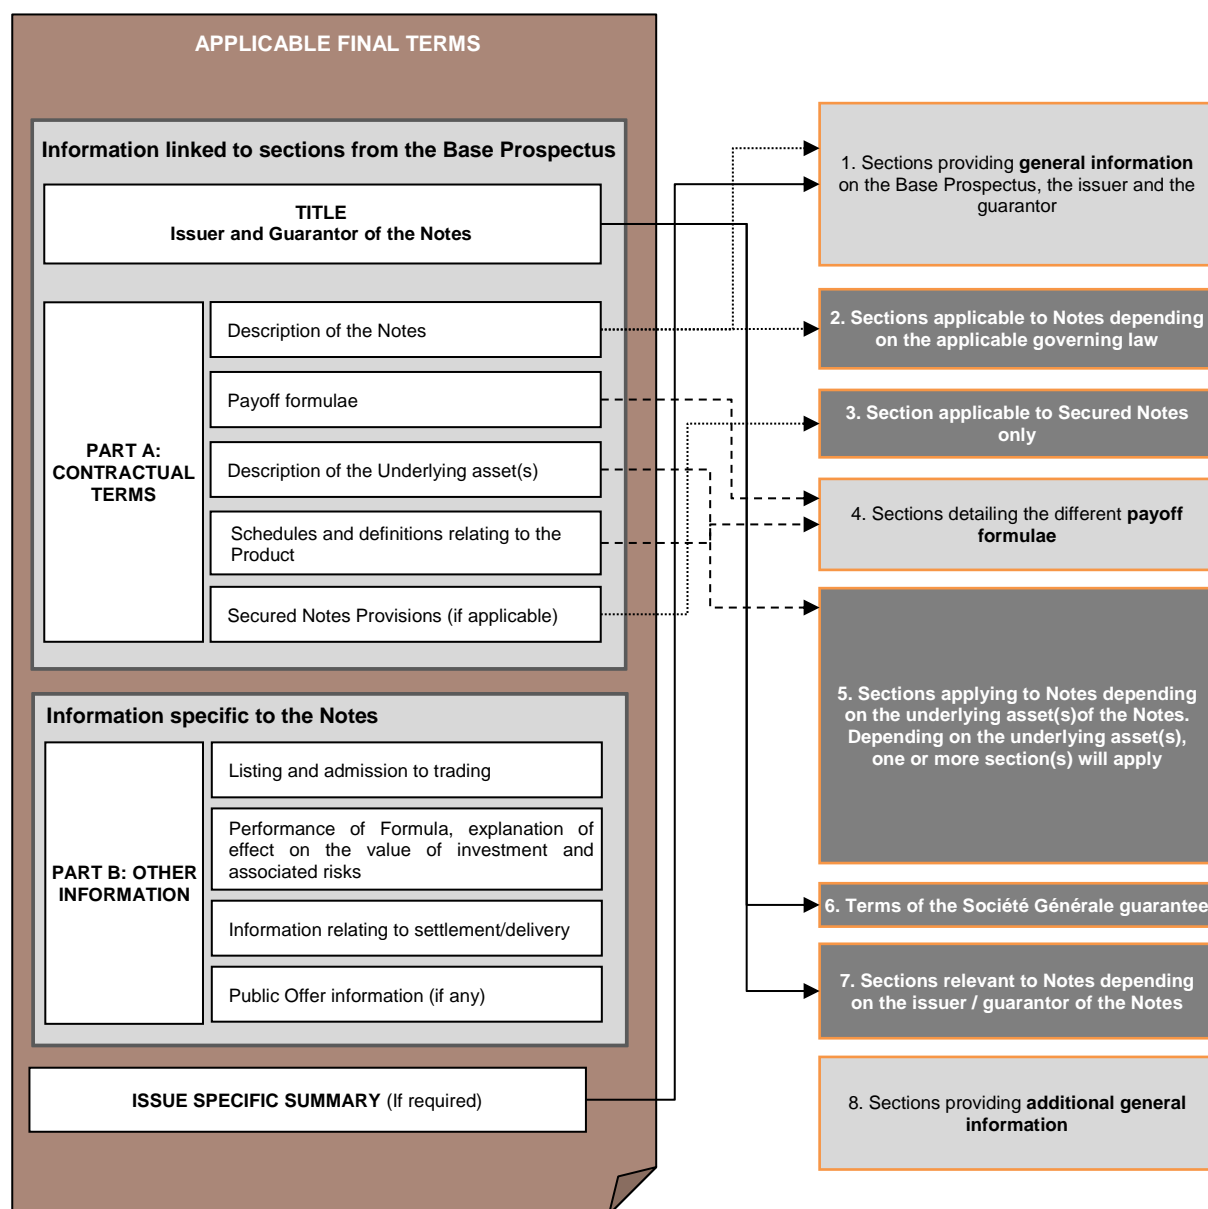 APPLICABLE FINAL TERMS
Information linked to sections from the Base Prospectus
TITLE
Issuer and Guarantor of the Notes
PART A:
CONTRACTUAL
TERMS
Description of the Notes
Payoff formulae
Description of the Underlying asset(s)
Schedules and definitions relating to the
Product
Secured Notes Provisions (if applicable)
Information specific to the Notes
PART B: OTHER
INFORMATION
Listing and admission to trading
Performance of Formula, explanation of
effect on the value of investment and
associated risks
Information relating to settlement/delivery
Public Offer information (if any)
ISSUE SPECIFIC SUMMARY (If required)
1. Sections providing general information
on the Base Prospectus, the issuer and the
guarantor
2. Sections applicable to Notes depending
on the applicable governing law
3. Section applicable to Secured Notes
only
4. Sections detailing the different payoff
formulae
5. Sections applying to Notes depending
on the underlying asset(s)of the Notes.
Depending on the underlying asset(s),
one or more section(s) will apply
6. Terms of the Société Générale guarantee
7. Sections relevant to Notes depending
on the issuer / guarantor of the Notes
8. Sections providing additional general
information